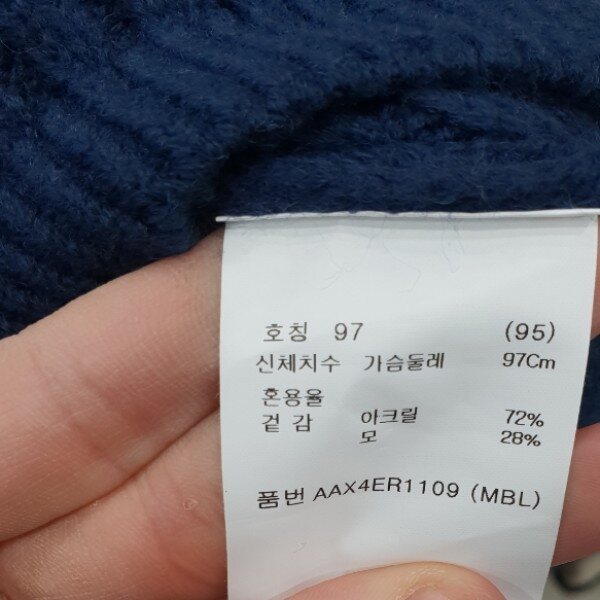 호칭 97 (95)
신체치수 가슴둘레 97Cm
혼용율
겉 감 아크릴 72%
모 28%
품번 AAX4ER1109 (MBL)